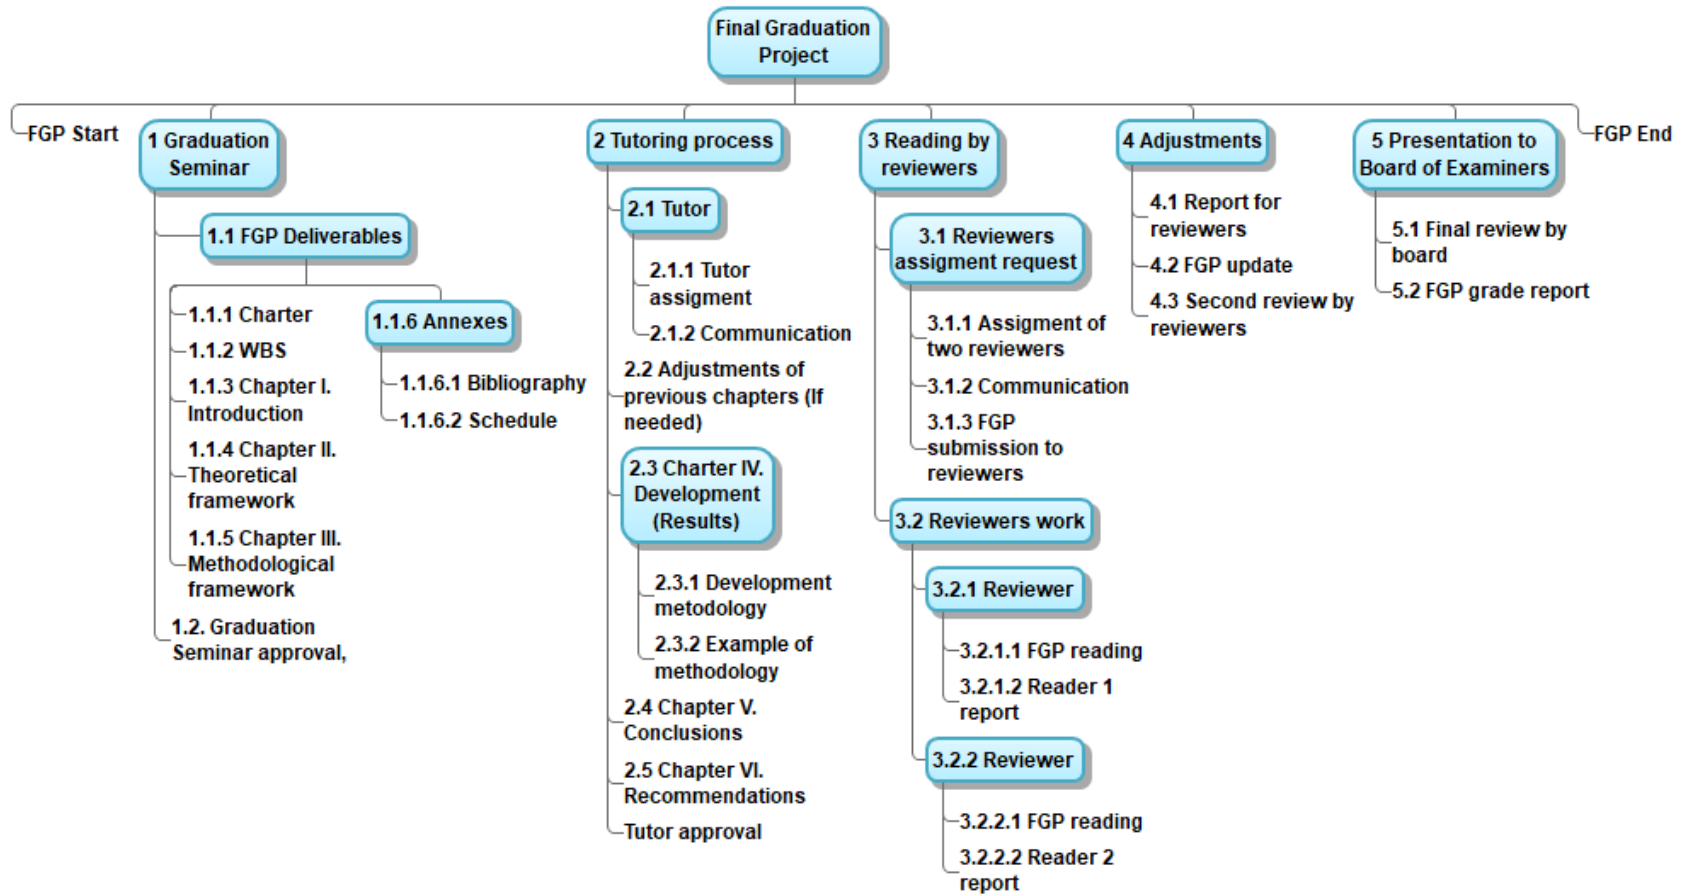 Final Graduation
Project
FGP Start
1 Graduation
Seminar
1.1 FGP Deliverables
1.1.1 Charter
1.1.2 WBS
1.1.3 Chapter I.
Introduction
1.1.4 Chapter II.
Theoretical
framework
1.1.5 Chapter III.
Methodological
framework
1.1.6 Annexes
1.1.6.1 Bibliography
1.1.6.2 Schedule
1.2. Graduation
Seminar approval,
2 Tutoring process
2.1 Tutor
2.1.1 Tutor
assigment
2.1.2 Communication
2.2 Adjustments of
previous chapters (If
needed)
2.3 Charter IV.
Development
(Results)
2.3.1 Development
metodology
2.3.2 Example of
methodology
2.4 Chapter V.
Conclusions
2.5 Chapter VI.
Recommendations
Tutor approval
3 Reading by
reviewers
3.1 Reviewers
assigment request
3.1.1 Assigment of
two reviewers
3.1.2 Communication
3.1.3 FGP
submission to
reviewers
3.2 Reviewers work
3.2.1 Reviewer
3.2.1.1 FGP reading
3.2.1.2 Reader 1
report
3.2.2 Reviewer
3.2.2.1 FGP reading
3.2.2.2 Reader 2
report
4 Adjustments
4.1 Report for
reviewers
4.2 FGP update
4.3 Second review by
reviewers
5 Presentation to
Board of Examiners
5.1 Final review by
board
5.2 FGP grade report
FGP End